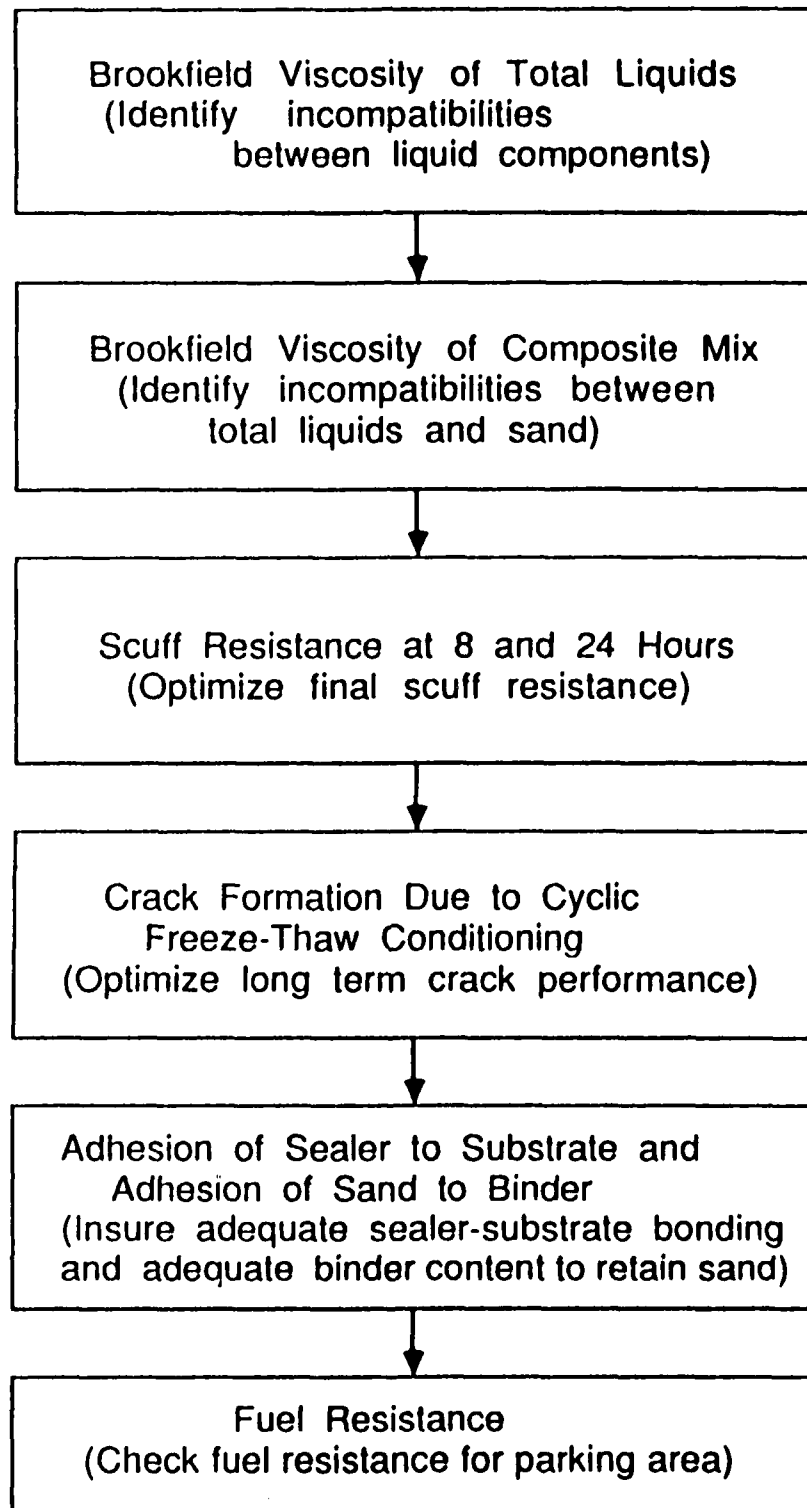 Brookfield Viscosity of Total Liquids
(Identify incompatibilities
between liquid components)
Brookfield Viscosity of Composite Mix
(Identify incompatibilities between
total liquids and sand)
Scuff Resistance at 8 and 24 Hours
(Optimize final scuff resistance)
Crack Formation Due to Cyclic
Freeze-Thaw Conditioning
(Optimize long term crack performance)
Adhesion of Sealer to Substrate and
Adhesion of Sand to Binder
(Insure adequate sealer-substrate bonding
and adequate binder content to retain sand)
Fuel Resistance
(Check fuel resistance for parking area)